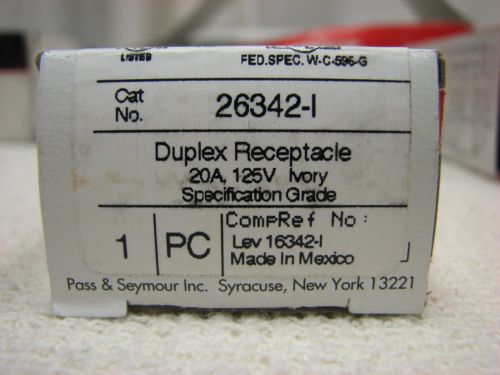 LISTED
FED.SPEC. W-C-596-G
Cat
No.
26342-I
Duplex Receptacle
20A, 125V Ivory
Specification Grade
1
PC
CompRef No:
Lev 16342-I
Made In Mexico
Pass & Seymour Inc. Syracuse, New York 13221